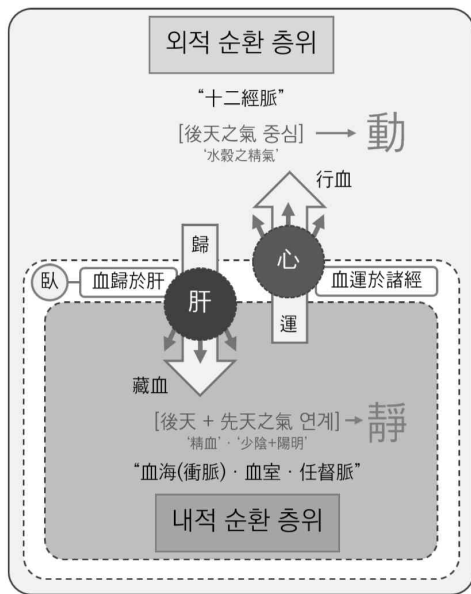 외적 순환 층위
“十二經脈”
[後天之氣 중심]
‘水穀之精氣’
動
行血
歸
心
臥
血歸於肝
肝
血運於諸經
運
藏血
[後天 + 先天之氣 연계]
‘精血’ · ‘少陰+陽明’
靜
“血海(衝脈) · 血室 · 任督脈”
내적 순환 층위